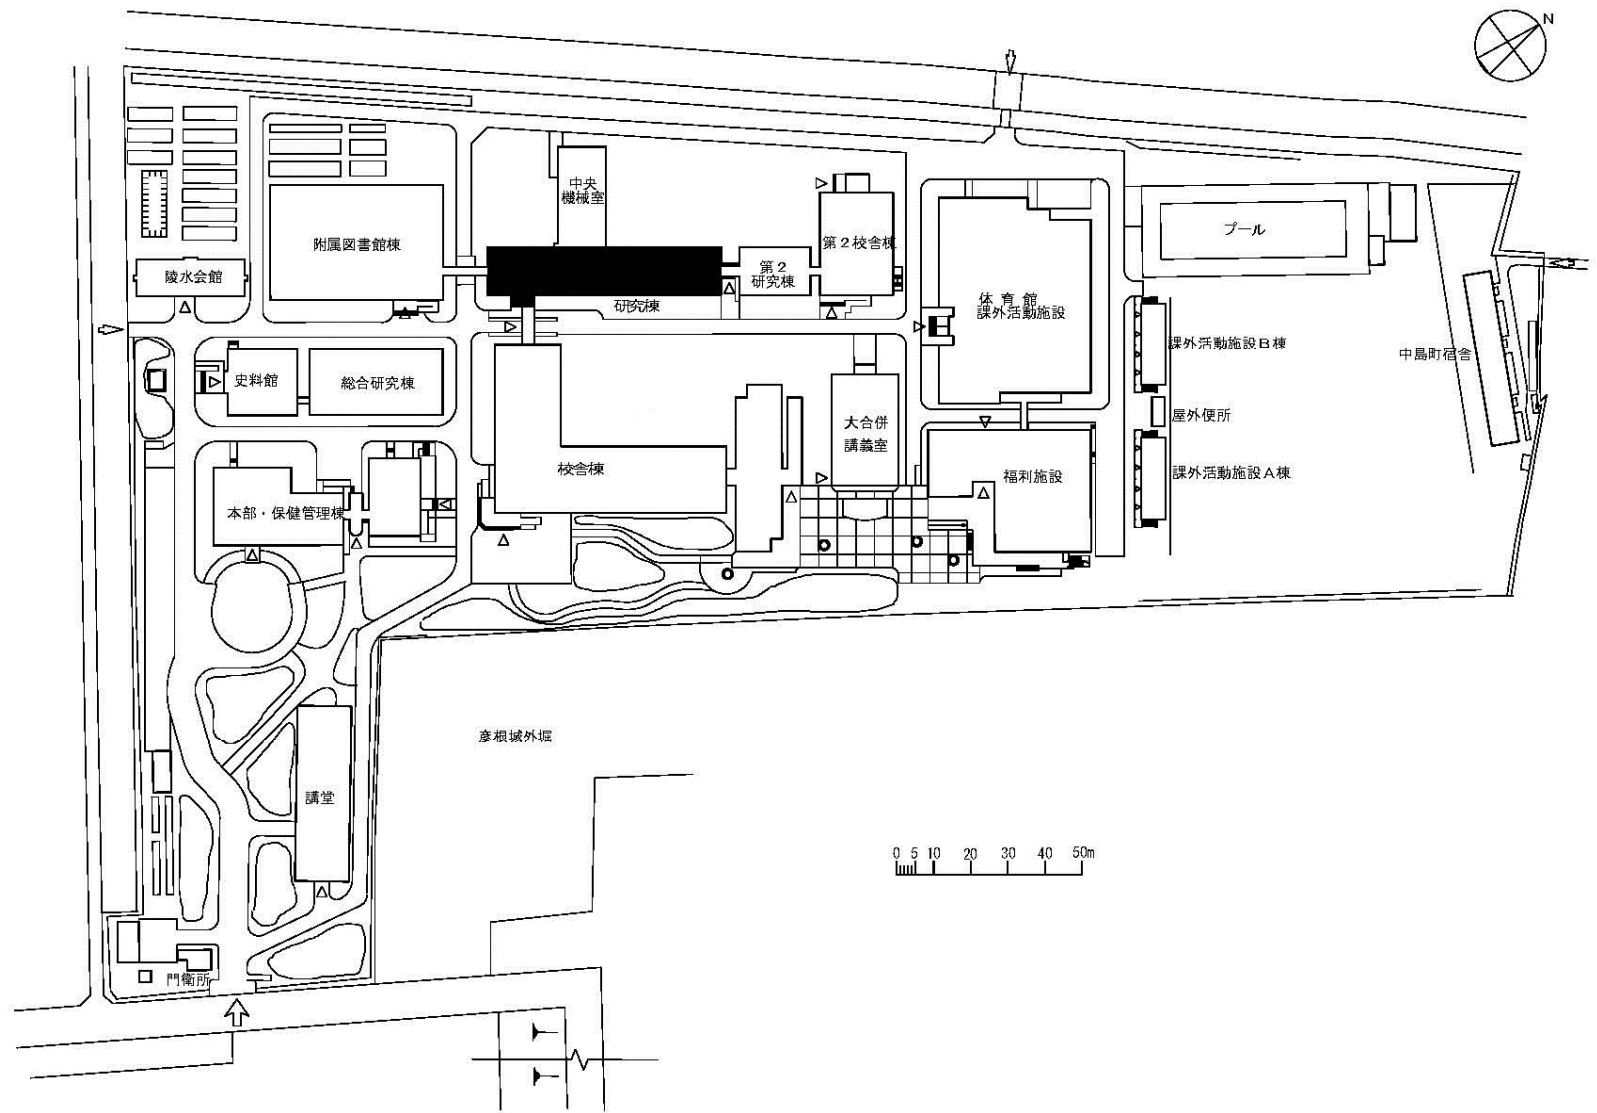 N
中央
機械室
附属図書館棟
第２校舎棟
プール
第２
研究棟
陵水会館
研究棟
体育館
課外活動施設
課外活動施設Ｂ棟
中島町宿舎
史料館
総合研究棟
屋外便所
大合併
講義室
校舎棟
福利施設
課外活動施設Ａ棟
本部・保健管理棟
彦根城外堀
講堂
0 5 10 20 30 40 50m
門衛所